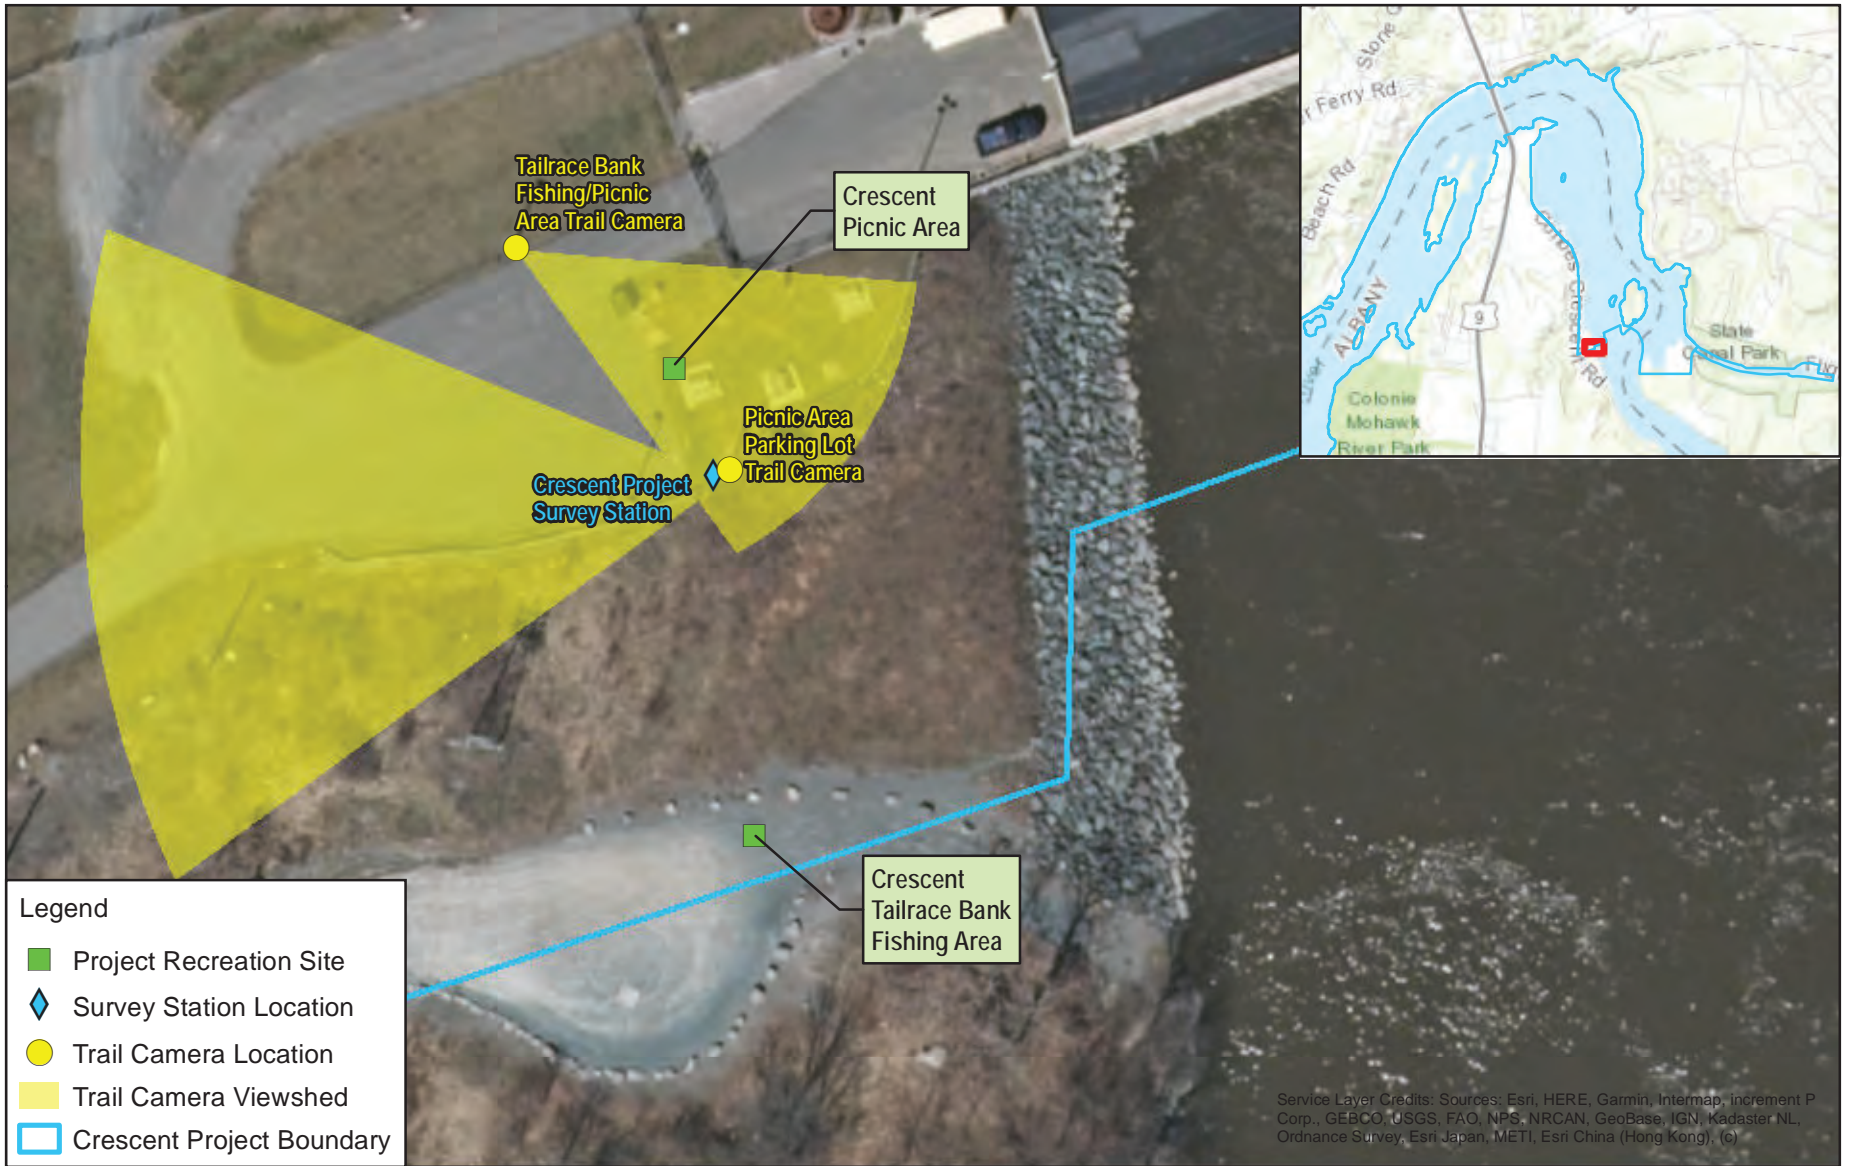 Tailrace Bank
Fishing/Picnic
Area Trail Camera
Crescent
Picnic Area
Picnic Area
Parking Lot
Trail Camera
Crescent Project
Survey Station
Crescent
Tailrace Bank
Fishing Area
Legend
Project Recreation Site
Survey Station Location
Trail Camera Location
Trail Camera Viewshed
Crescent Project Boundary
Ferry Rd
Beach Rd
ALBANY
9
Crescent Rd
State
Canal Park
Colonie
Mohawk
River Park
Service Layer Credits: Sources: Esri, HERE, Garmin, Intermap, increment P
Corp., GEBCO, USGS, FAO, NPS, NRCAN, GeoBase, IGN, Kadaster NL,
Ordnance Survey, Esri Japan, METI, Esri China (Hong Kong), (c)